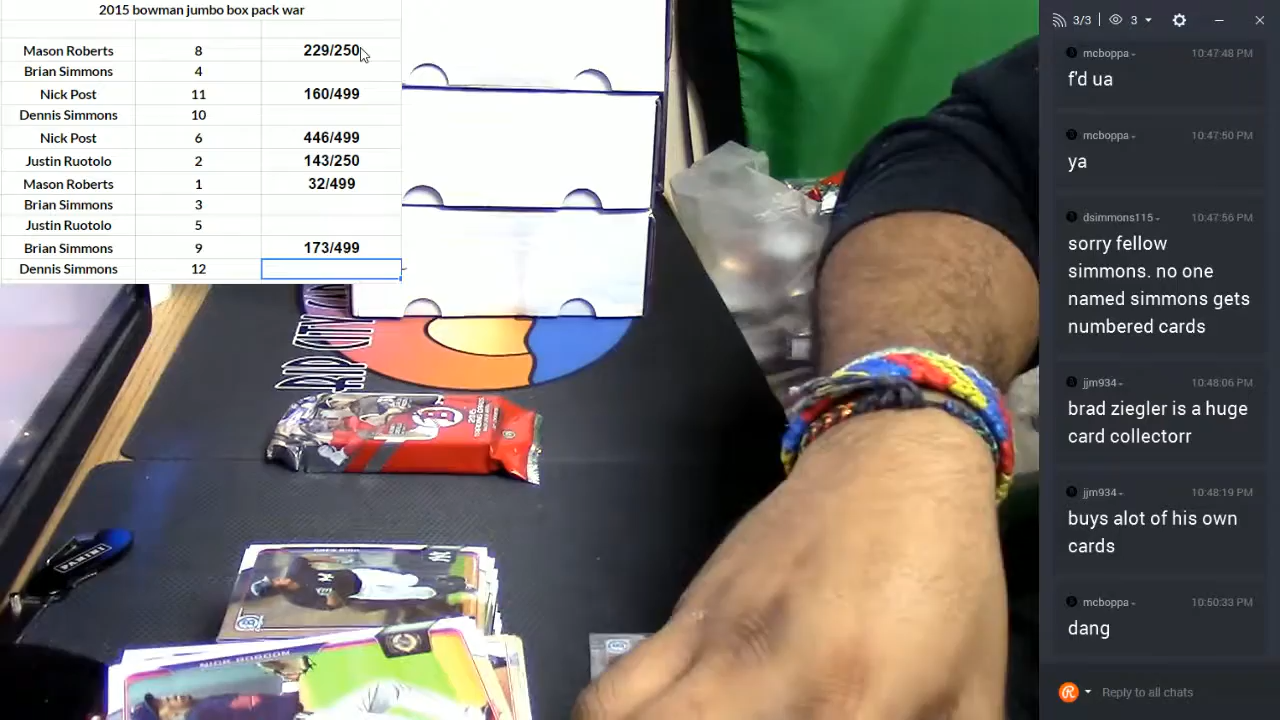 2015 bowman jumbo box pack war
Mason Roberts 8 229/250
Brian Simmons 4
Nick Post 11 160/499
Dennis Simmons 10
Nick Post 6 446/499
Justin Ruotolo 2 143/250
Mason Roberts 1 32/499
Brian Simmons 3
Justin Ruotolo 5
Brian Simmons 9 173/499
Dennis Simmons 12
RIP CITY
2015
PANINI
3/3 3
mcboppa 10:47:48 PM
f'd ua
mcboppa 10:47:50 PM
ya
dsimmons115 10:47:56 PM
sorry fellow
simmons. no one
named simmons gets
numbered cards
jjm934 10:48:06 PM
brad ziegler is a huge
card collectorr
jjm934 10:48:19 PM
buys alot of his own
cards
mcboppa 10:50:33 PM
dang
Reply to all chats